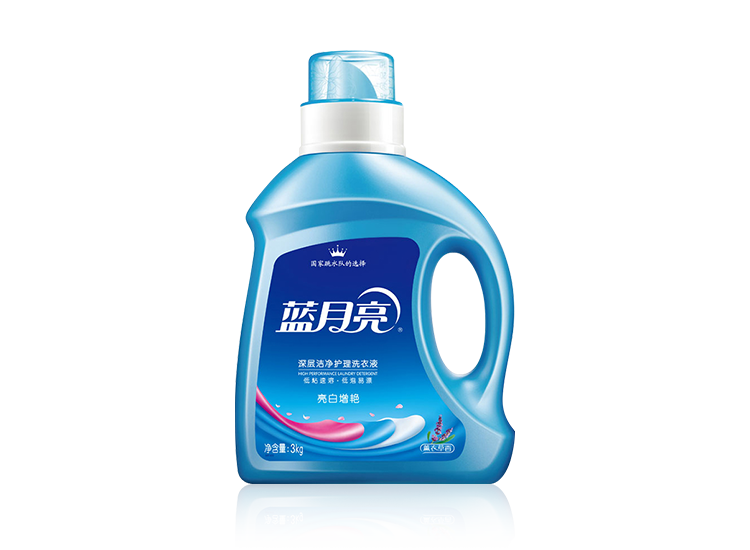 国家跳水队的选择
蓝月亮®
深层洁净护理洗衣液
HIGH PERFORMANCE LAUNDRY DETERGENT
低粘速溶·低泡易漂
亮白增艳
净含量:3kg
薰衣草香